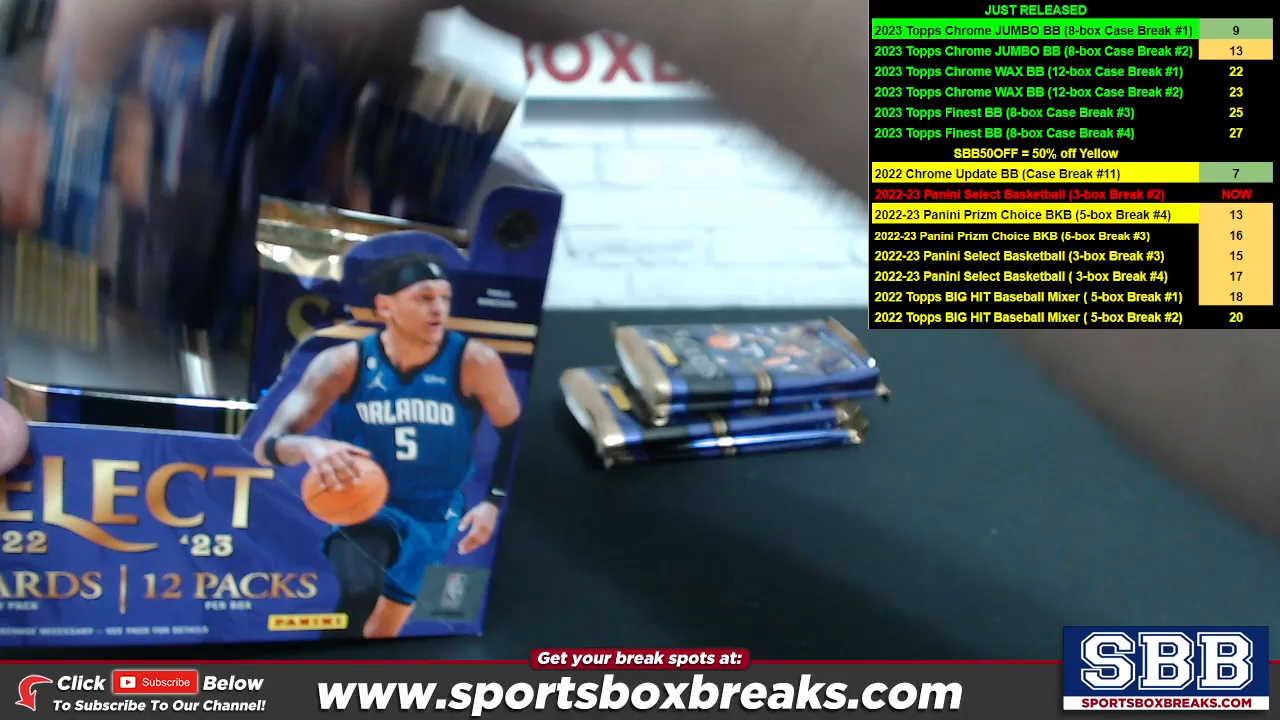 JUST RELEASED
2023 Topps Chrome JUMBO BB (8-box Case Break #1) 9
2023 Topps Chrome JUMBO BB (8-box Case Break #2) 13
2023 Topps Chrome WAX BB (12-box Case Break #1) 22
2023 Topps Chrome WAX BB (12-box Case Break #2) 23
2023 Topps Finest BB (8-box Case Break #3) 25
2023 Topps Finest BB (8-box Case Break #4) 27
SBB50OFF = 50% off Yellow
2022 Chrome Update BB (Case Break #11) 7
2022-23 Panini Select Basketball (3-box Break #2) NOW
2022-23 Panini Prizm Choice BKB (5-box Break #4) 13
2022-23 Panini Prizm Choice BKB (5-box Break #3) 16
2022-23 Panini Select Basketball (3-box Break #3) 15
2022-23 Panini Select Basketball ( 3-box Break #4) 17
2022 Topps BIG HIT Baseball Mixer ( 5-box Break #1) 18
2022 Topps BIG HIT Baseball Mixer ( 5-box Break #2) 20
BOX
ORLANDO
5
ELECT
22 '23
ARDS | 12 PACKS
PER BOX
PANINI
Get your break spots at:
Click Subscribe Below
To Subscribe To Our Channel!
www.sportsboxbreaks.com
SBB
SPORTSBOXBREAKS.COM